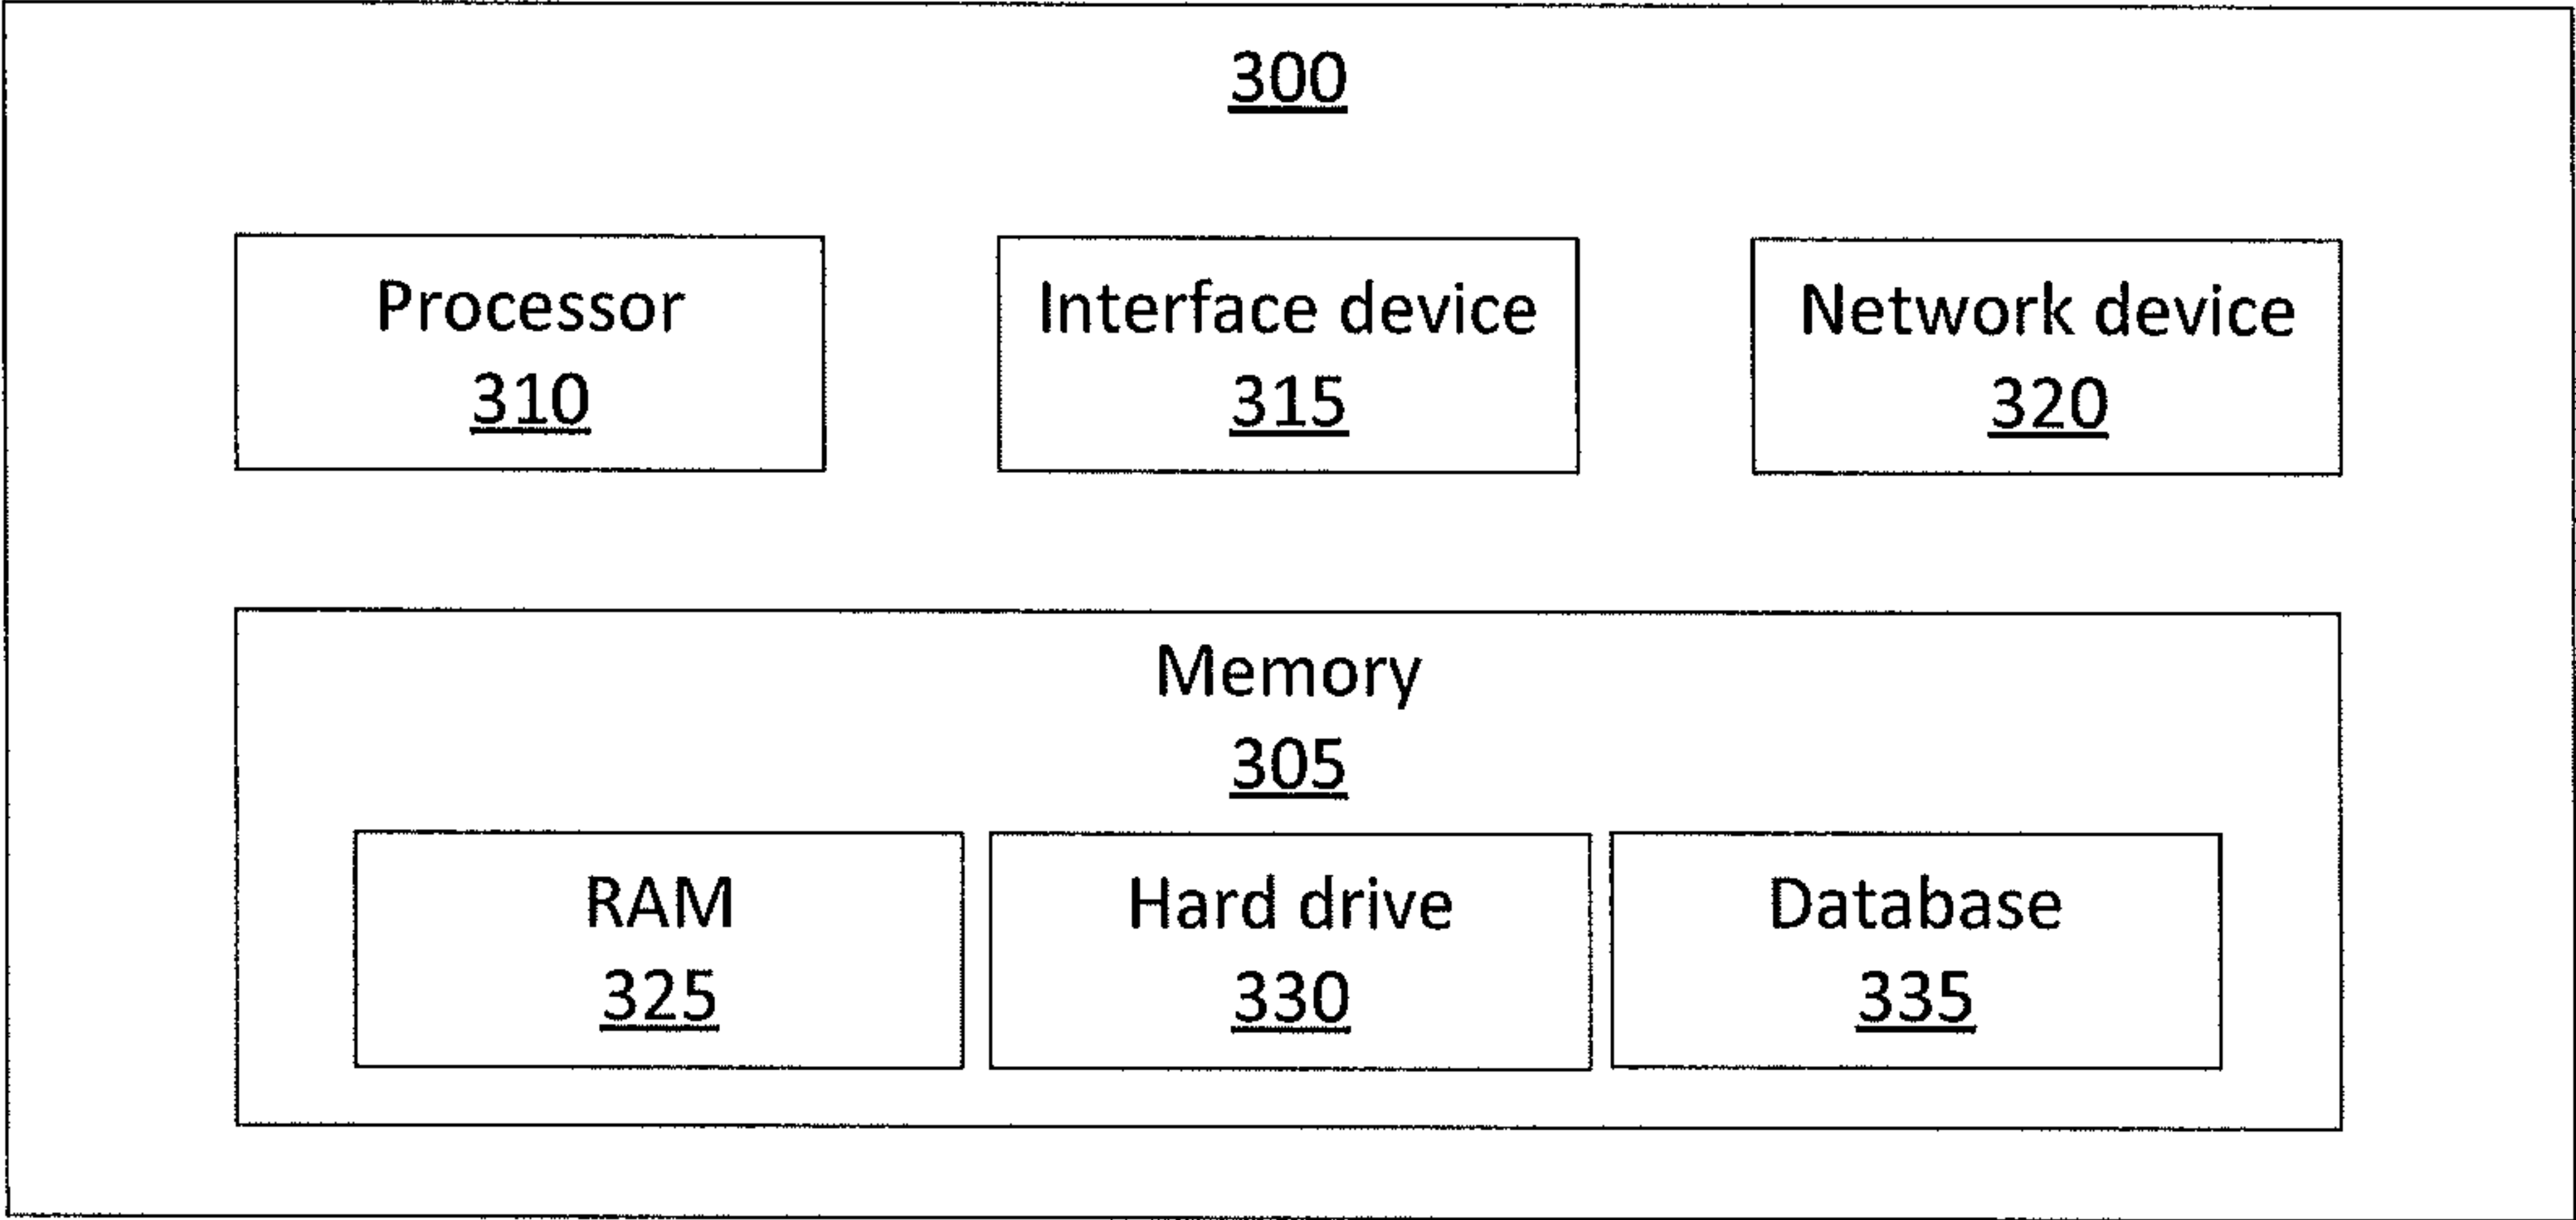 300
Processor
310
Interface device
315
Network device
320
Memory
305
RAM
325
Hard drive
330
Database
335